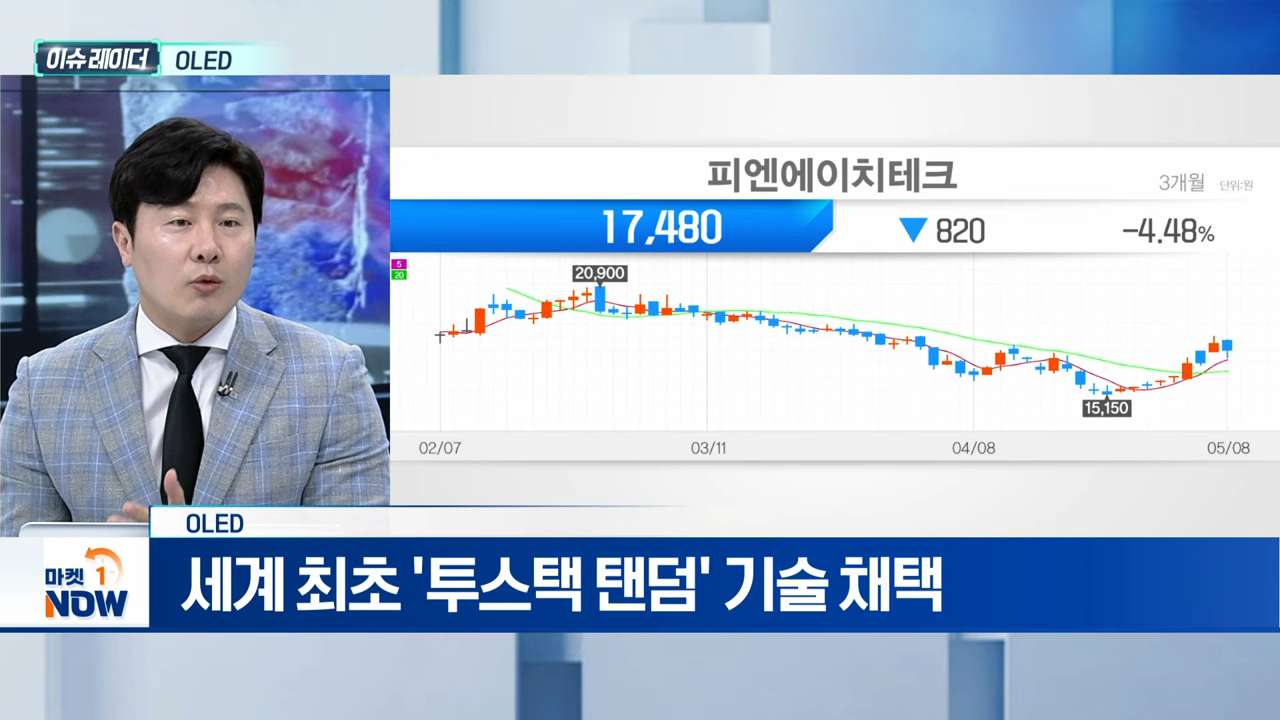 이슈레이더 OLED
피엔에이치테크
3개월 단위:원
17,480 ▼ 820 -4.48%
5
20
20,900
15,150
02/07 03/11 04/08 05/08
OLED
마켓 1
NOW
세계 최초 '투스택 탠덤' 기술 채택